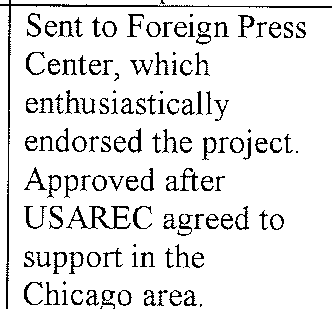 Sent to Foreign Press
Center, which
enthusiastically
endorsed the project.
Approved after
USAREC agreed to
support in the
Chicago area.